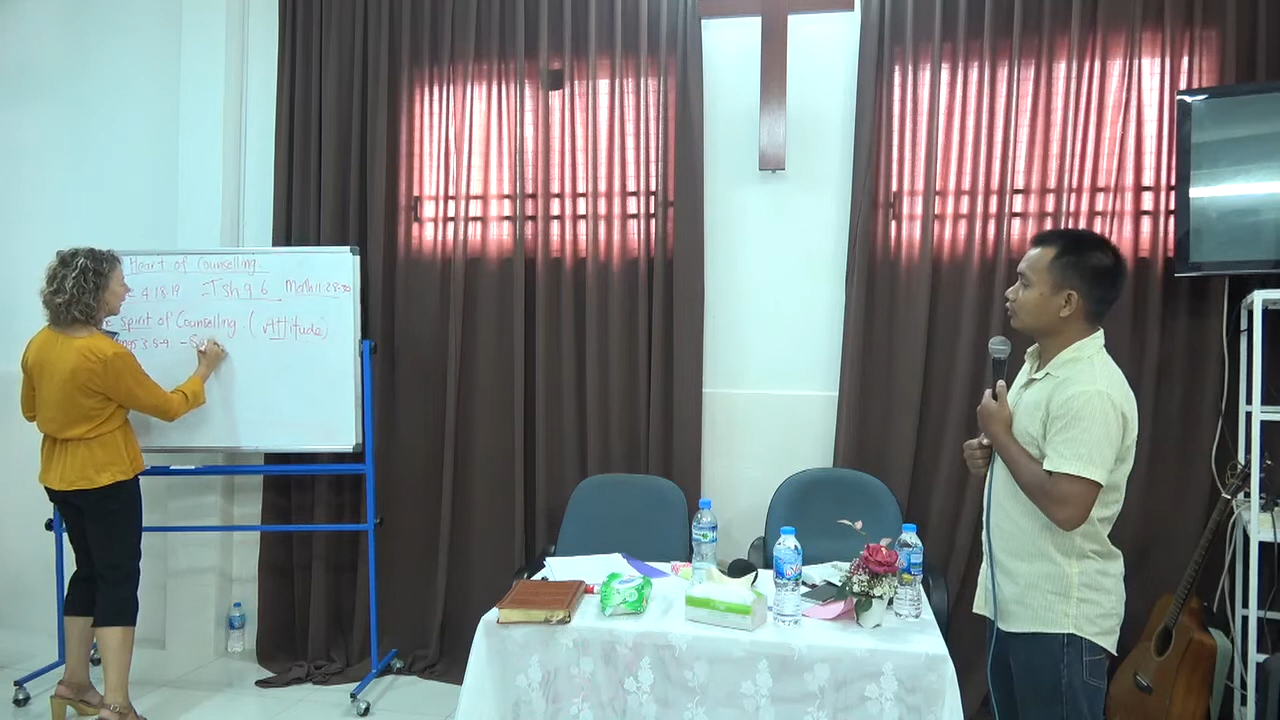 Heart of Counselling
4:18-19 Ish 9 6 Math 11:28-30
spirit of Counselling. (Attitude)
3:5-9 -